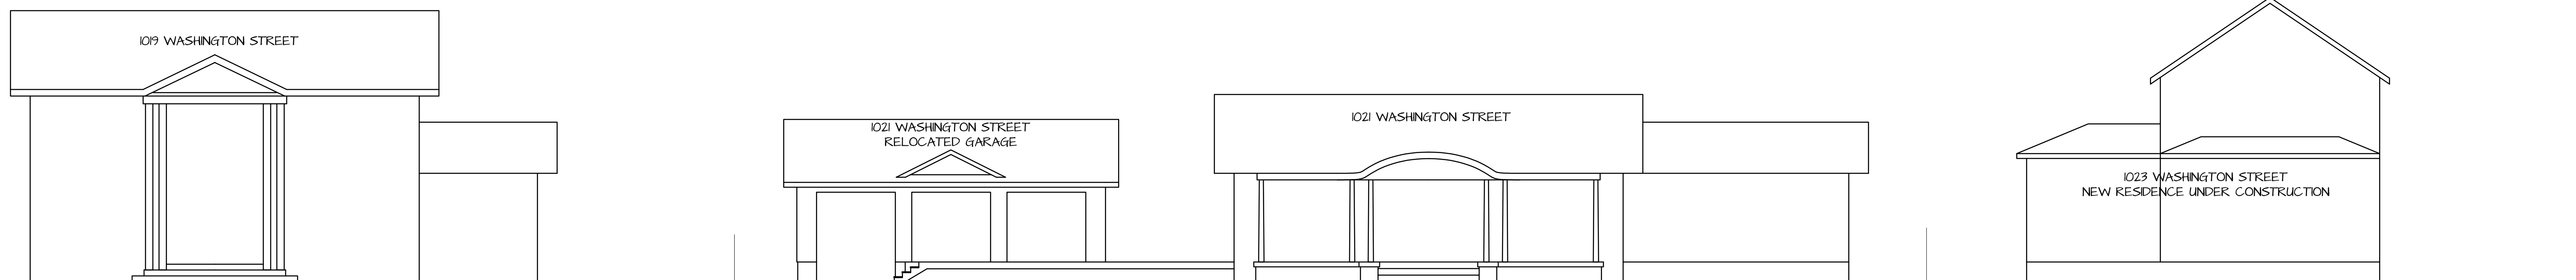 1019 WASHINGTON STREET
1021 WASHINGTON STREET
RELOCATED GARAGE
1021 WASHINGTON STREET
1023 WASHINGTON STREET
NEW RESIDENCE UNDER CONSTRUCTION